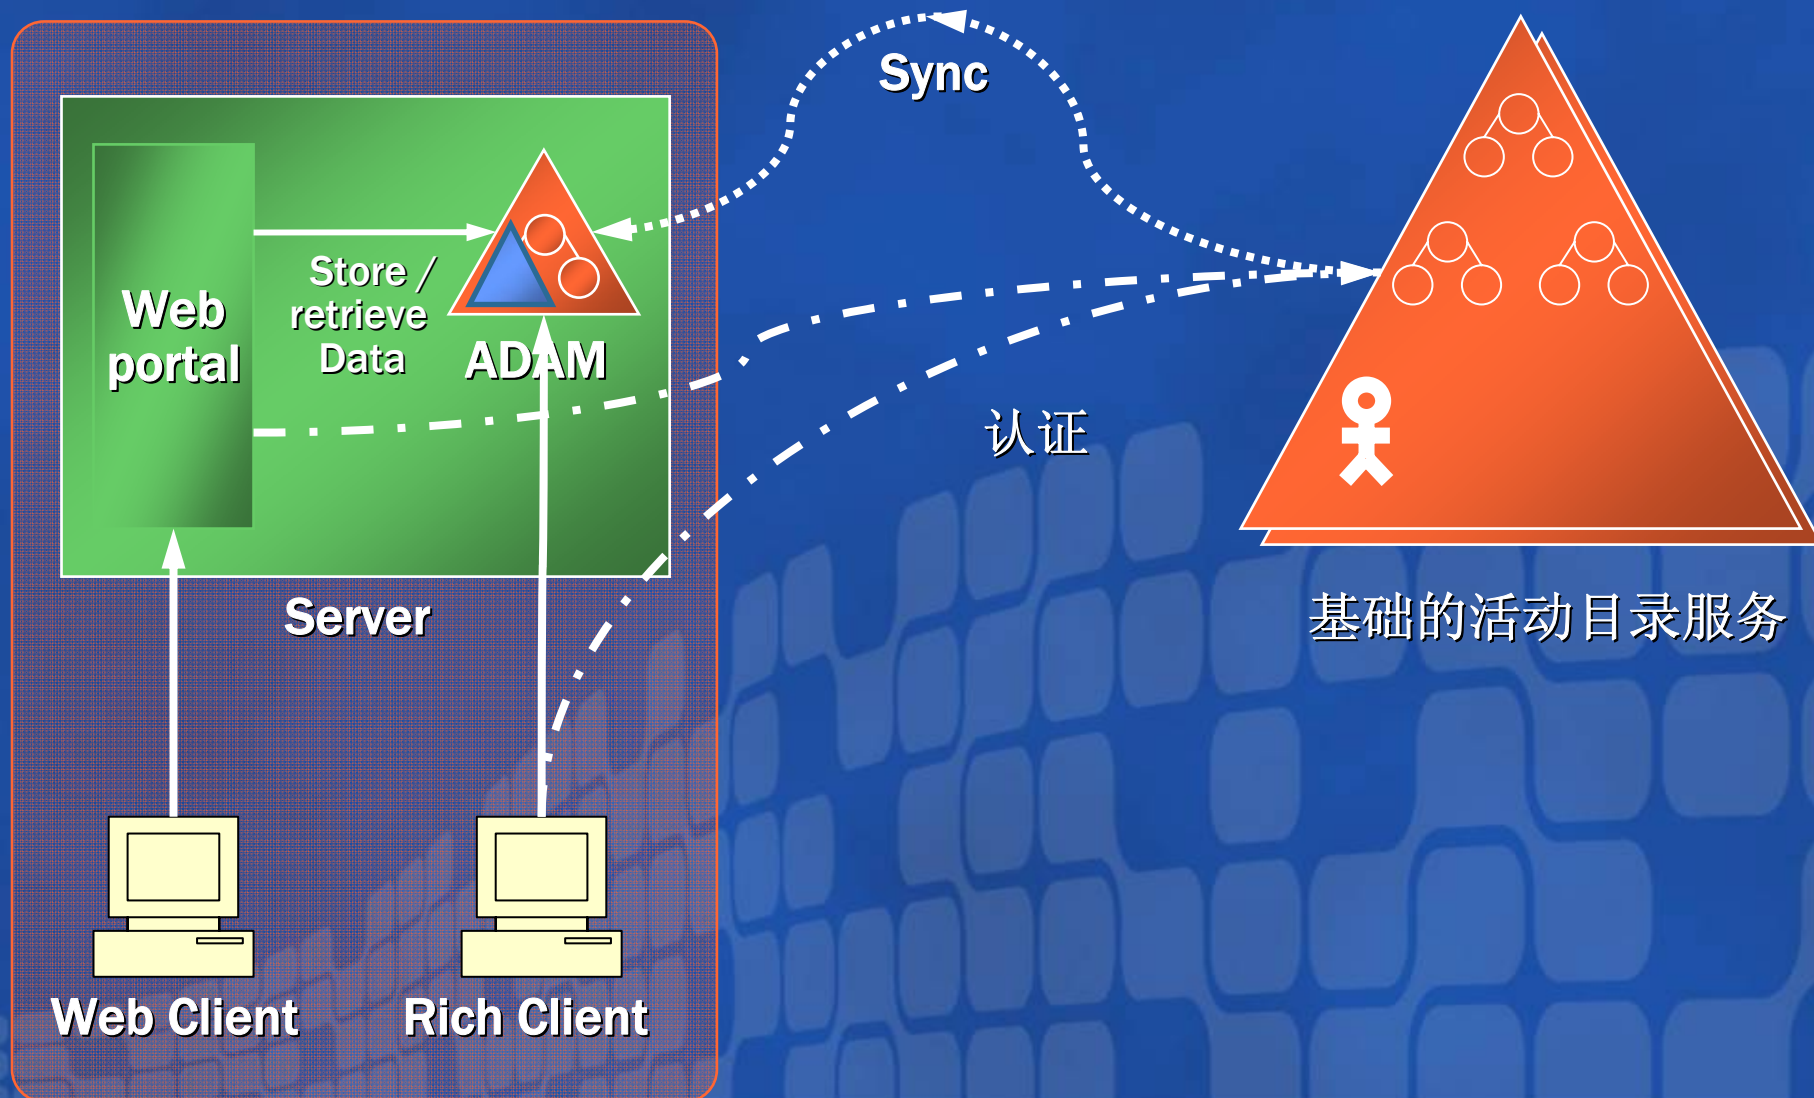 Sync
Store /
retrieve
Data
Web
portal
ADAM
认证
Server
基础的活动目录服务
Web Client
Rich Client